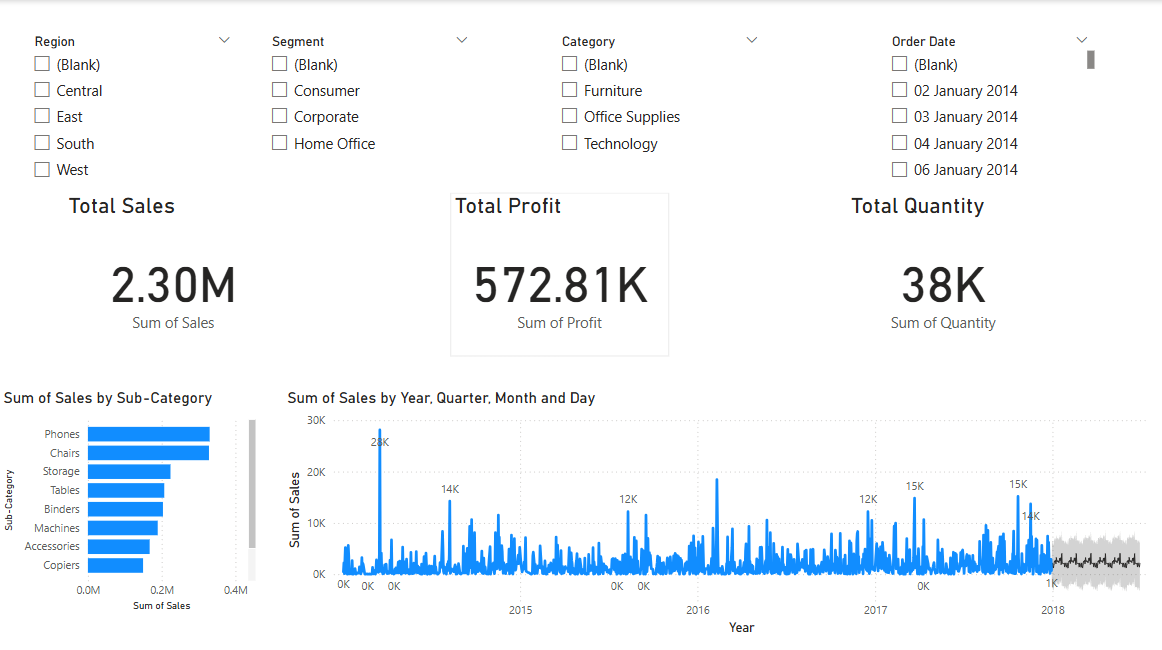 Region
(Blank)
Central
East
South
West
Segment
(Blank)
Consumer
Corporate
Home Office
Category
(Blank)
Furniture
Office Supplies
Technology
Order Date
(Blank)
02 January 2014
03 January 2014
04 January 2014
06 January 2014
Total Sales
2.30M
Sum of Sales
Total Profit
572.81K
Sum of Profit
Total Quantity
38K
Sum of Quantity
Sum of Sales by Sub-Category
Sub-Category
Phones
Chairs
Storage
Tables
Binders
Machines
Accessories
Copiers
0.0M 0.2M 0.4M
Sum of Sales
Sum of Sales by Year, Quarter, Month and Day
Sum of Sales
30K
20K
10K
0K
28K
14K
12K
12K
15K
15K
14K
0K 0K 0K 0K 0K 0K 1K
2015 2016 2017 2018
Year